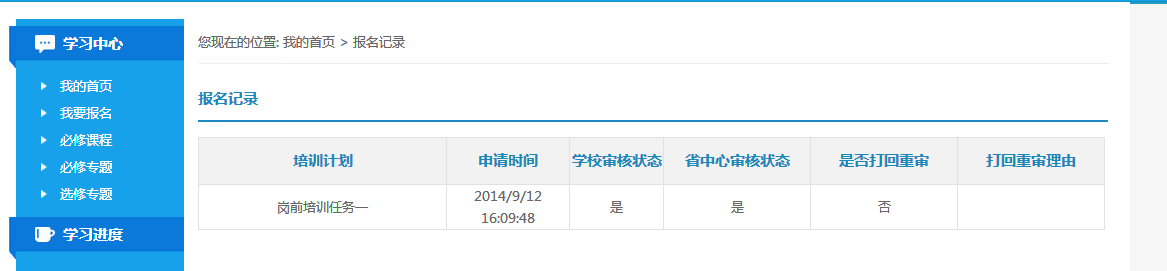 学习中心
我的首页
我要报名
必修课程
必修专题
选修专题
学习进度
您现在的位置: 我的首页 > 报名记录
报名记录
培训计划 申请时间 学校审核状态 省中心审核状态 是否打回重审 打回重审理由
岗前培训任务一 2014/9/12 16:09:48 是 是 否